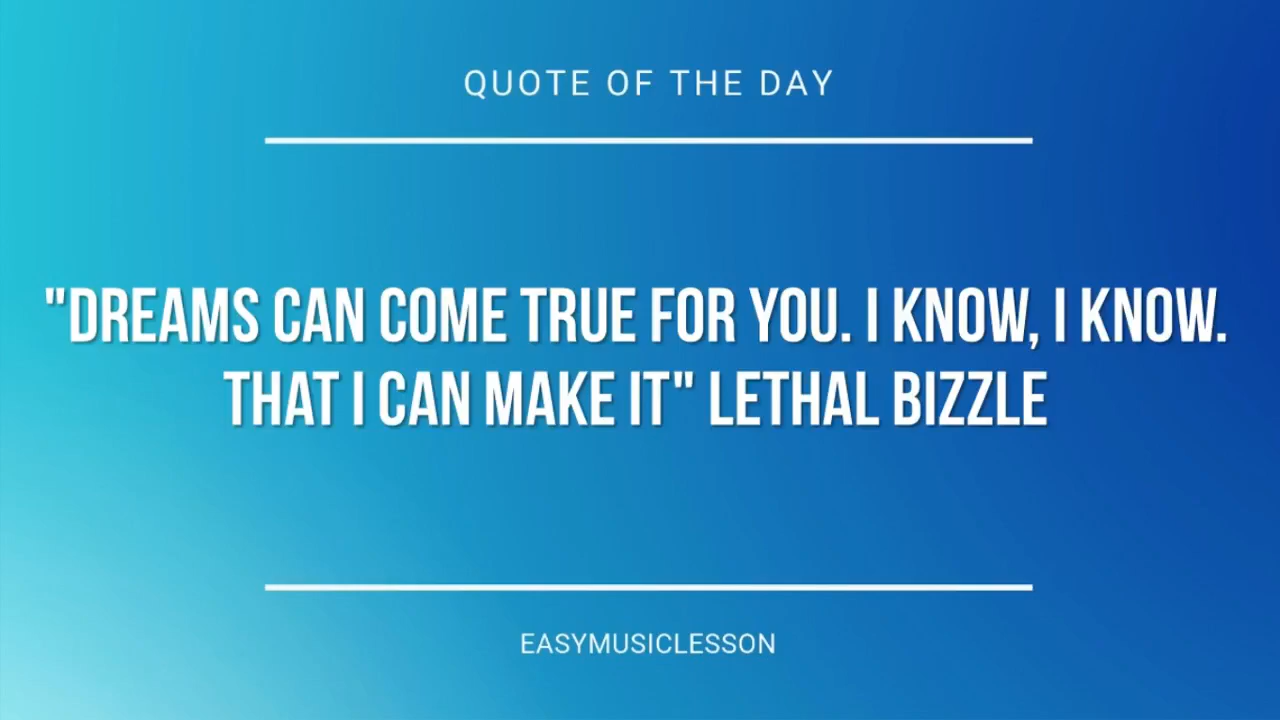 QUOTE OF THE DAY
"DREAMS CAN COME TRUE FOR YOU. I KNOW, I KNOW.
THAT I CAN MAKE IT" LETHAL BIZZLE
EASYMUSICLESSON